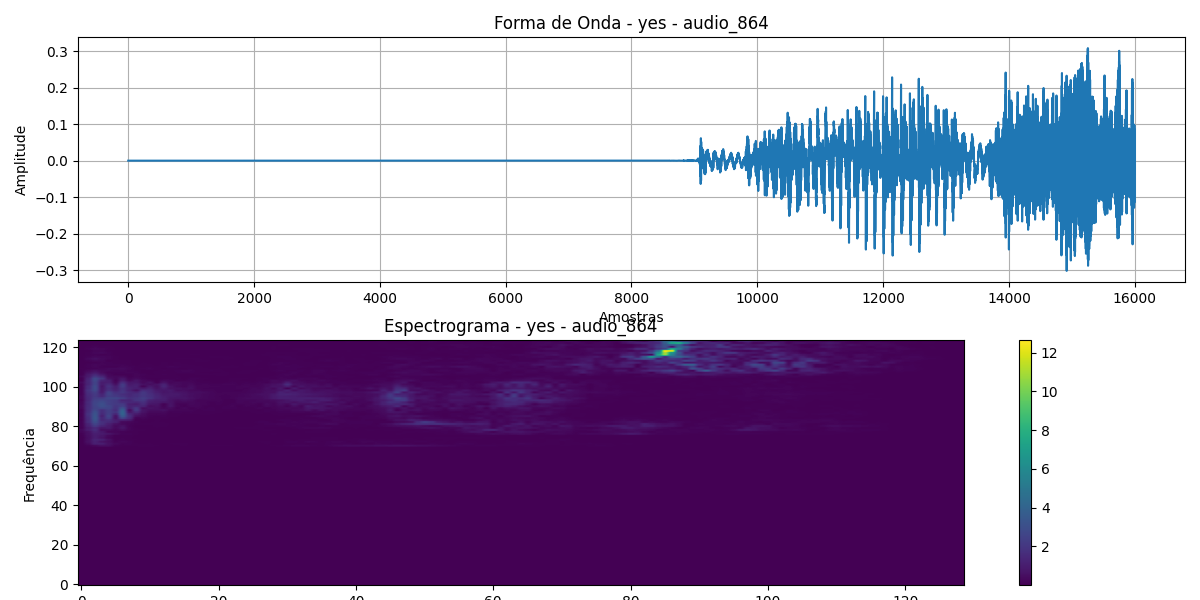 Forma de Onda - yes - audio_864
0.3
0.2
0.1
0.0
−0.1
−0.2
−0.3
Amplitude
0 2000 4000 6000 8000 10000 12000 14000 16000
Amostras
Espectrograma - yes - audio_864
120
100
80
60
40
20
0
Frequência
12
10
8
6
4
2
0 20 40 60 80 100 120